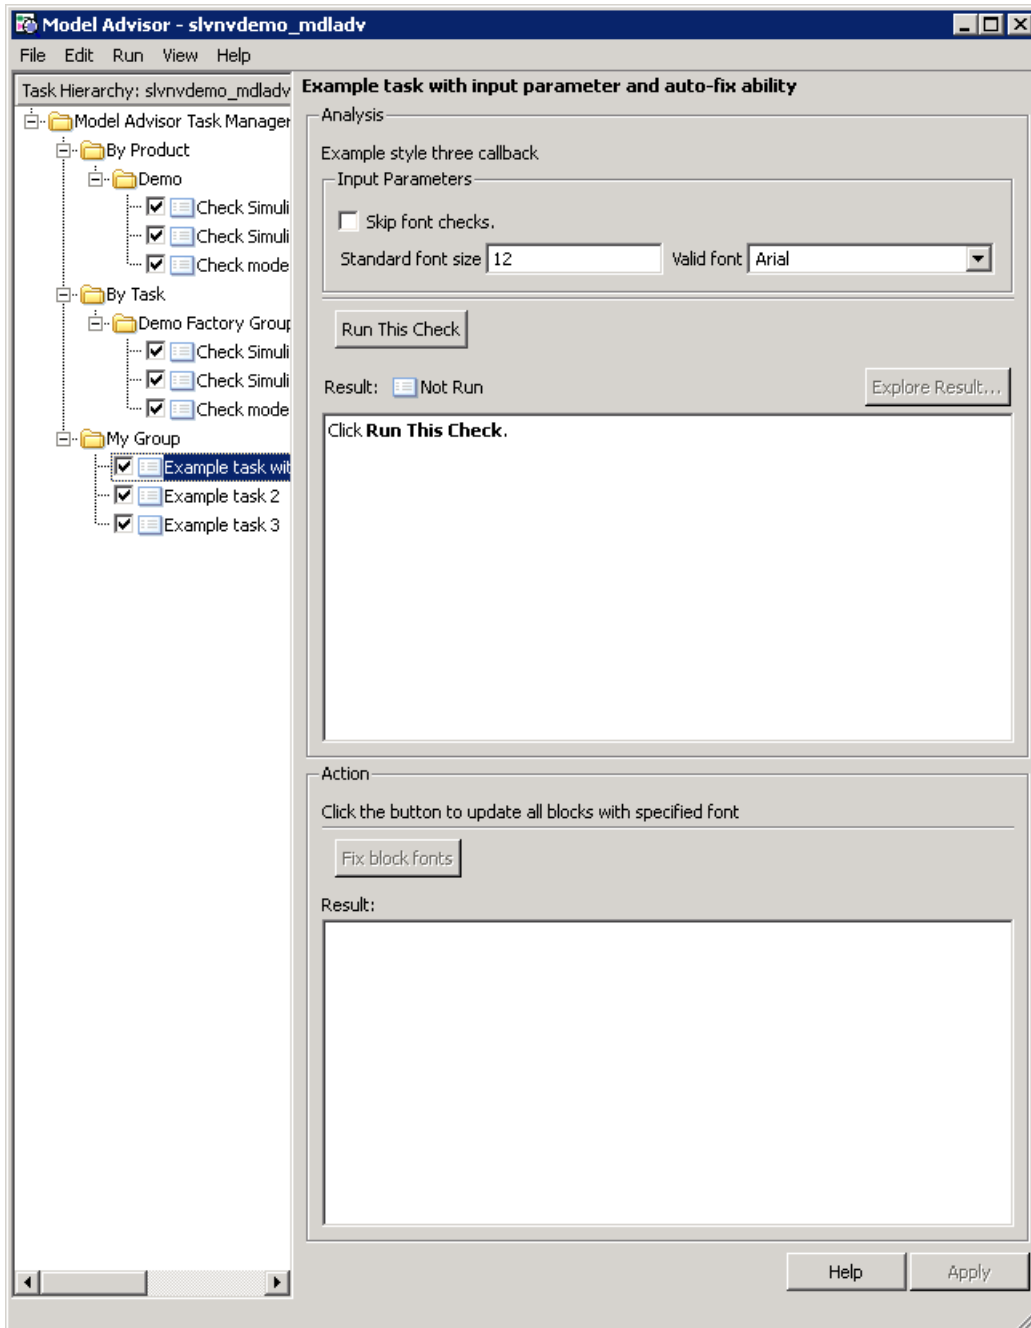 Model Advisor - slvnvdemo_mdladv
File Edit Run View Help
Task Hierarchy: slvnvdemo_mdladv
Model Advisor Task Manager
By Product
Demo
Check Simuli
Check Simuli
Check mode
By Task
Demo Factory Group
Check Simuli
Check Simuli
Check mode
My Group
Example task wit
Example task 2
Example task 3
Example task with input parameter and auto-fix ability
Analysis
Example style three callback
Input Parameters
Skip font checks.
Standard font size 12 Valid font Arial
Run This Check
Result: Not Run Explore Result...
Click Run This Check.
Action
Click the button to update all blocks with specified font
Fix block fonts
Result:
Help Apply